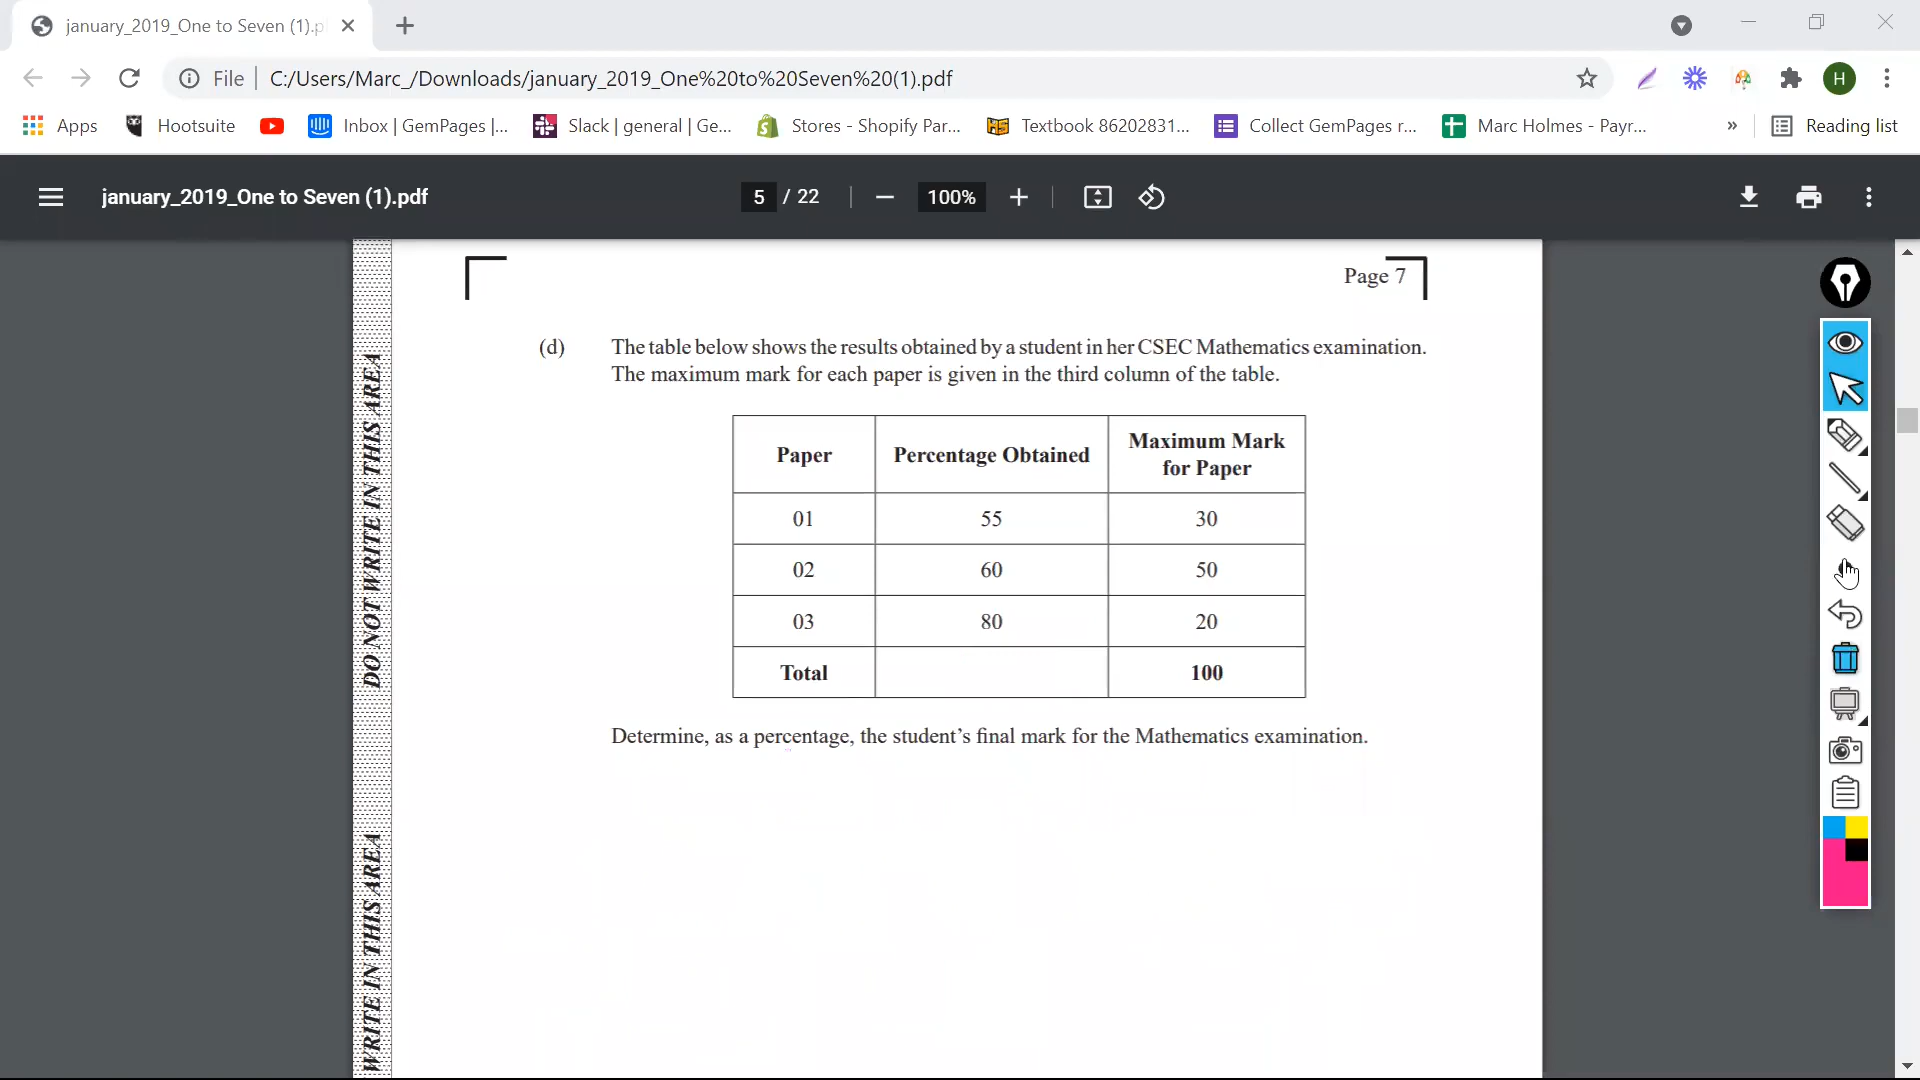 january_2019_One to Seven (1).p
File
C:/Users/Marc_/Downloads/january_2019_One%20to%20Seven%20(1).pdf
H
Apps
Hootsuite
Inbox | GemPages |...
Slack | general | Ge...
Stores - Shopify Par...
Textbook 86202831...
Collect GemPages r...
Marc Holmes - Payr...
»
Reading list
january_2019_One to Seven (1).pdf
5 / 22
100%
Page 7
DO NOT WRITE IN THIS AREA
WRITE IN THIS AREA
(d) The table below shows the results obtained by a student in her CSEC Mathematics examination.
The maximum mark for each paper is given in the third column of the table.
Paper Percentage Obtained Maximum Mark
for Paper
01 55 30
02 60 50
03 80 20
Total 100
Determine, as a percentage, the student's final mark for the Mathematics examination.